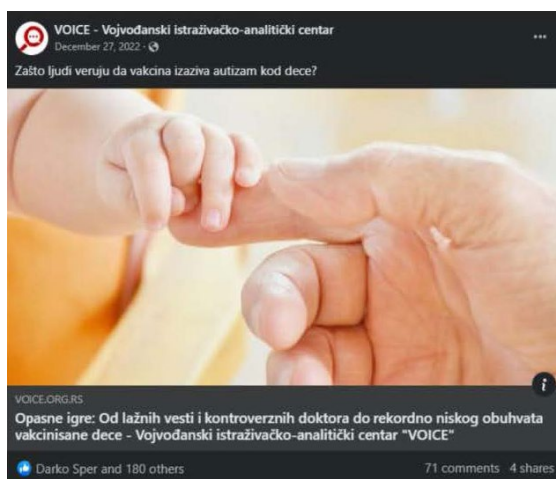 VOICE - Vojvođanski istraživačko-analitički centar
December 27, 2022 ·
Zašto ljudi veruju da vakcina izaziva autizam kod dece?
VOICE.ORG.RS
Opasne igre: Od lažnih vesti i kontroverznih doktora do rekordno niskog obuhvata
vakcinisane dece - Vojvođanski istraživačko-analitički centar "VOICE"
Darko Sper and 180 others 71 comments 4 shares